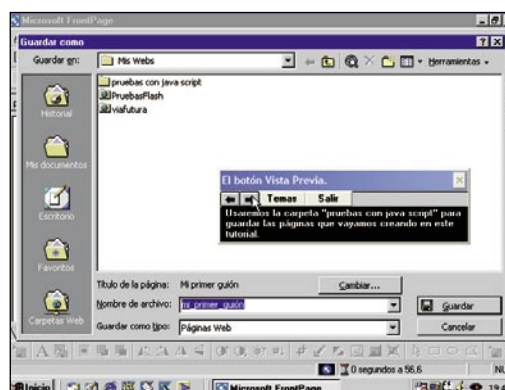 Microsoft FrontPage
Guardar como
Guardar en:
Mis Webs
Herramientas
pruebas con java script
PruebasFlash
viafutura
Historial
Mis documentos
Escritorio
Favoritos
Carpetas Web
El botón Vista Previa.
Temas Salir
Usaremos la carpeta "pruebas con java script" para
guardar las páginas que vayamos creando en este
tutorial.
Título de la página: Mi primer guión
Cambiar...
Nombre de archivo: mi_primer_guión
Guardar
Guardar como tipo: Páginas Web
Cancelar
0 segundos a 56,6
Inicio
Microsoft FrontPage